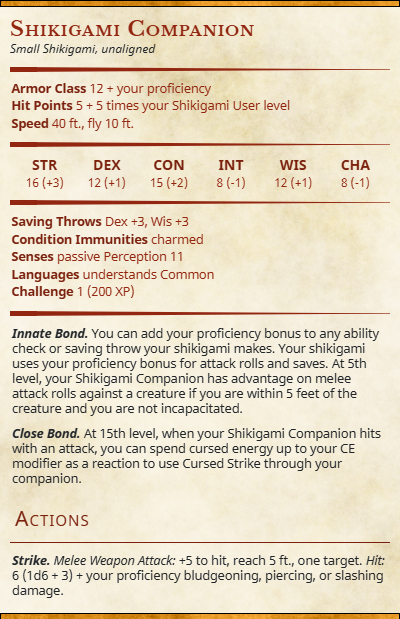 Shikigami Companion
Small Shikigami, unaligned
Armor Class 12 + your proficiency
Hit Points 5 + 5 times your Shikigami User level
Speed 40 ft., fly 10 ft.
STR DEX CON INT WIS CHA
16 (+3) 12 (+1) 15 (+2) 8 (-1) 12 (+1) 8 (-1)
Saving Throws Dex +3, Wis +3
Condition Immunities charmed
Senses passive Perception 11
Languages understands Common
Challenge 1 (200 XP)
Innate Bond. You can add your proficiency bonus to any ability
check or saving throw your shikigami makes. Your shikigami
uses your proficiency bonus for attack rolls and saves. At 5th
level, your Shikigami Companion has advantage on melee
attack rolls against a creature if you are within 5 feet of the
creature and you are not incapacitated.
Close Bond. At 15th level, when your Shikigami Companion hits
with an attack, you can spend cursed energy up to your CE
modifier as a reaction to use Cursed Strike through your
companion.
Actions
Strike. Melee Weapon Attack: +5 to hit, reach 5 ft., one target. Hit:
6 (1d6 + 3) + your proficiency bludgeoning, piercing, or slashing
damage.